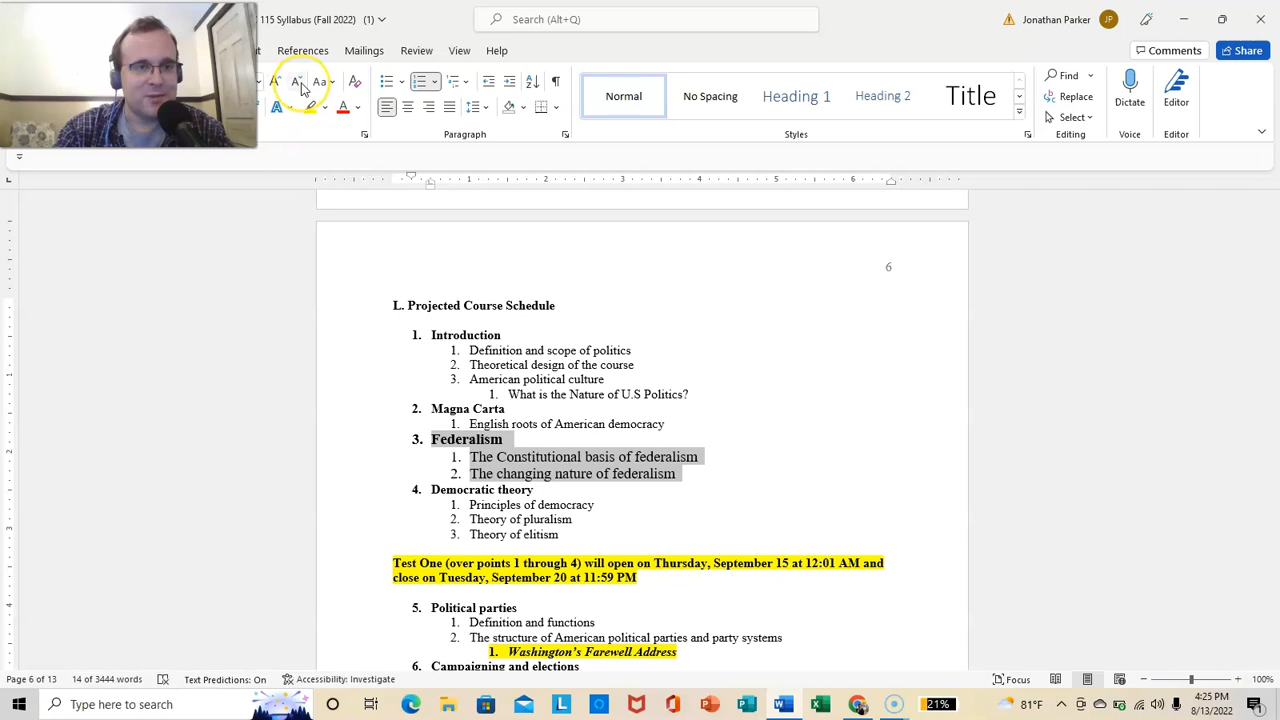 115 Syllabus (Fall 2022) (1)
Search (Alt+Q)
Jonathan Parker
JP
References
Mailings
Review
View
Help
Comments
Share
Aa
A
Normal
No Spacing
Heading 1
Heading 2
Title
Find
Replace
Select
Dictate
Editor
Paragraph
Styles
Editing
Voice
Editor
1 2 3 4 5 6
6
L. Projected Course Schedule
1. Introduction
1. Definition and scope of politics
2. Theoretical design of the course
3. American political culture
1. What is the Nature of U.S Politics?
2. Magna Carta
1. English roots of American democracy
3. Federalism
1. The Constitutional basis of federalism
2. The changing nature of federalism
4. Democratic theory
1. Principles of democracy
2. Theory of pluralism
3. Theory of elitism
Test One (over points 1 through 4) will open on Thursday, September 15 at 12:01 AM and
close on Tuesday, September 20 at 11:59 PM
5. Political parties
1. Definition and functions
2. The structure of American political parties and party systems
1. Washington’s Farewell Address
6. Campaigning and elections
Page 6 of 13
14 of 3444 words
Text Predictions: On
Accessibility: Investigate
Focus
100%
Type here to search
21%
81°F
4:25 PM
8/13/2022